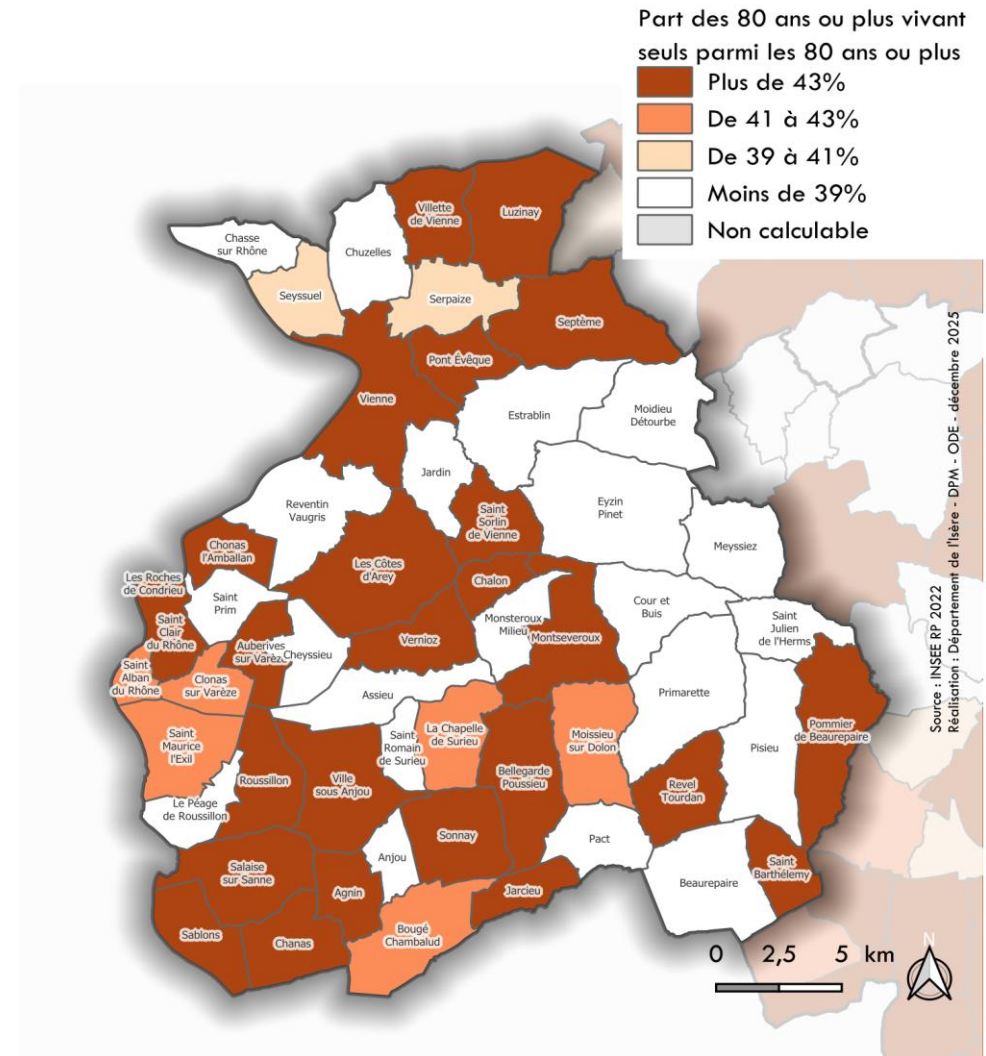 Part des 80 ans ou plus vivant
seuls parmi les 80 ans ou plus
Plus de 43%
De 41 à 43%
De 39 à 41%
Moins de 39%
Non calculable
Villette
de Vienne
Luzinay
Chasse
sur Rhône
Chuzelles
Seyssuel
Serpaize
Septème
Pont Évêque
Vienne
Estrablin
Moidieu
Détourbe
Jardin
Reventin
Vaugris
Saint
Sorlin
de Vienne
Eyzin
Pinet
Meyssiez
Chonas
l'Amballan
Les Côtes
d'Arey
Les Roches
de Condrieu
Chalon
Saint
Prim
Cour et
Buis
Saint
Julien
de l'Herms
Saint
Clair
du Rhône
Monsteroux
Milieu
Montseveroux
Auberives
sur Varèze
Cheyssieu
Vernioz
Saint
Alban
du Rhône
Clonas
sur Varèze
Assieu
Primarette
La Chapelle
de Surieu
Saint
Romain
de Surieu
Moissieu
sur Dolon
Pisieu
Pommier
de Beaurepaire
Saint
Maurice
l'Exil
Roussillon
Ville
sous Anjou
Bellegarde
Poussieu
Revel
Tourdan
Le Péage
de Roussillon
Sonnay
Pact
Anjou
Salaise
sur Sanne
Agnin
Jarcieu
Beaurepaire
Saint
Barthélemy
Sablons
Chanas
Bougé
Chambalud
Source : INSEE RP 2022
Réalisation : Département de l'Isère - DPM - ODE - décembre 2025
0 2,5 5 km
N